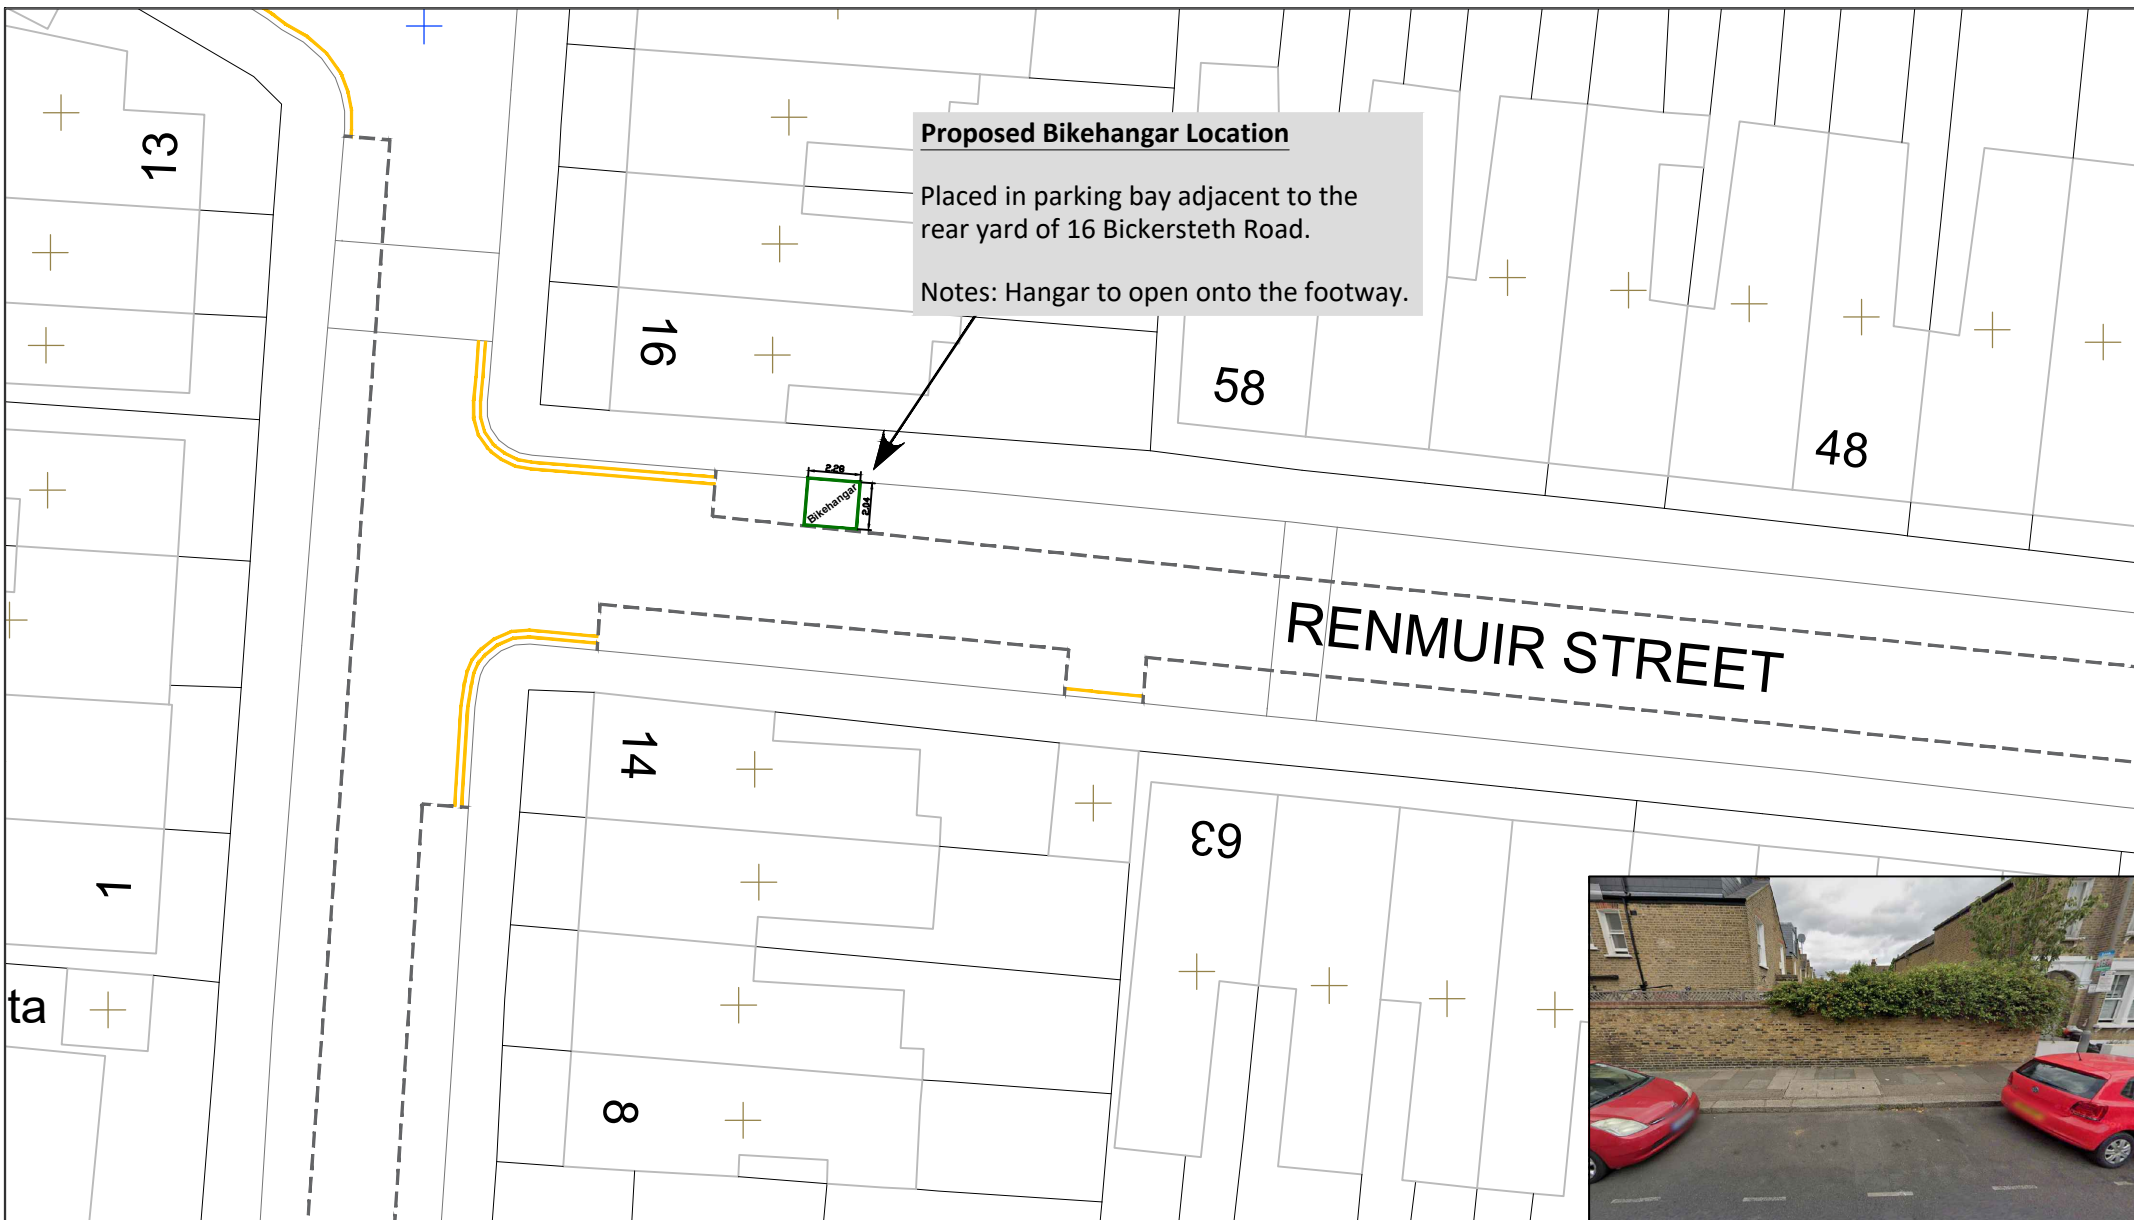 13
Proposed Bikehangar Location
Placed in parking bay adjacent to the
rear yard of 16 Bickersteth Road.
Notes: Hangar to open onto the footway.
16
58
48
2.28
Bikehangar
2.04
RENMUIR STREET
14
63
1
ta
8